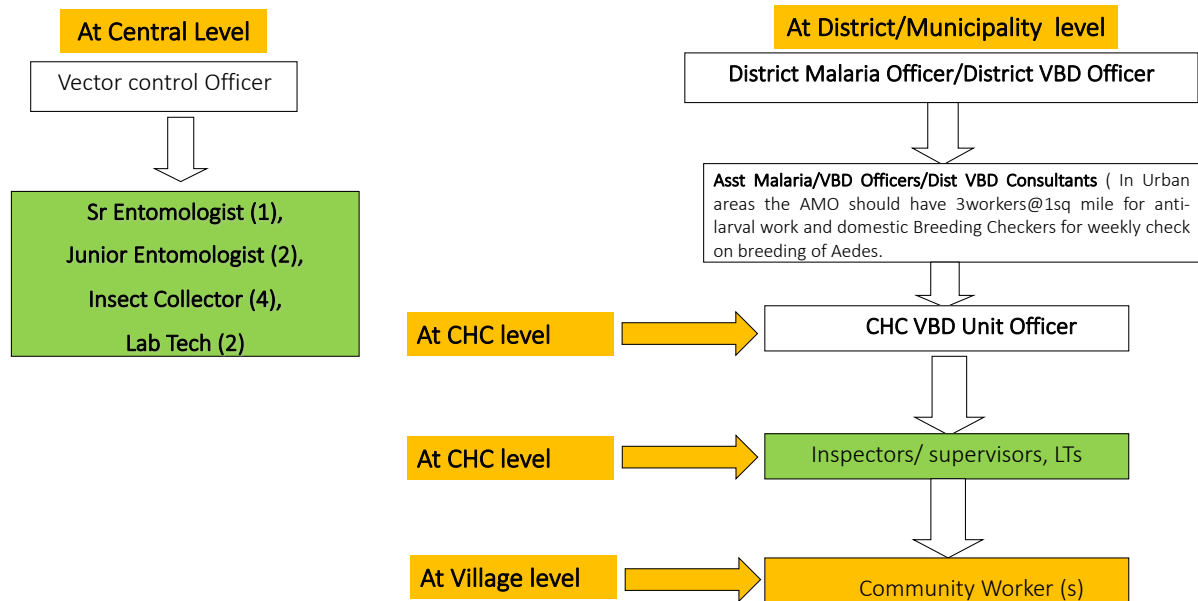 At Central Level
Vector control Officer
Sr Entomologist (1),
Junior Entomologist (2),
Insect Collector (4),
Lab Tech (2)
At District/Municipality level
District Malaria Officer/District VBD Officer
Asst Malaria/VBD Officers/Dist VBD Consultants ( In Urban
areas the AMO should have 3workers@1sq mile for anti-
larval work and domestic Breeding Checkers for weekly check
on breeding of Aedes.
At CHC level
CHC VBD Unit Officer
At CHC level
Inspectors/ supervisors, LTs
At Village level
Community Worker (s)